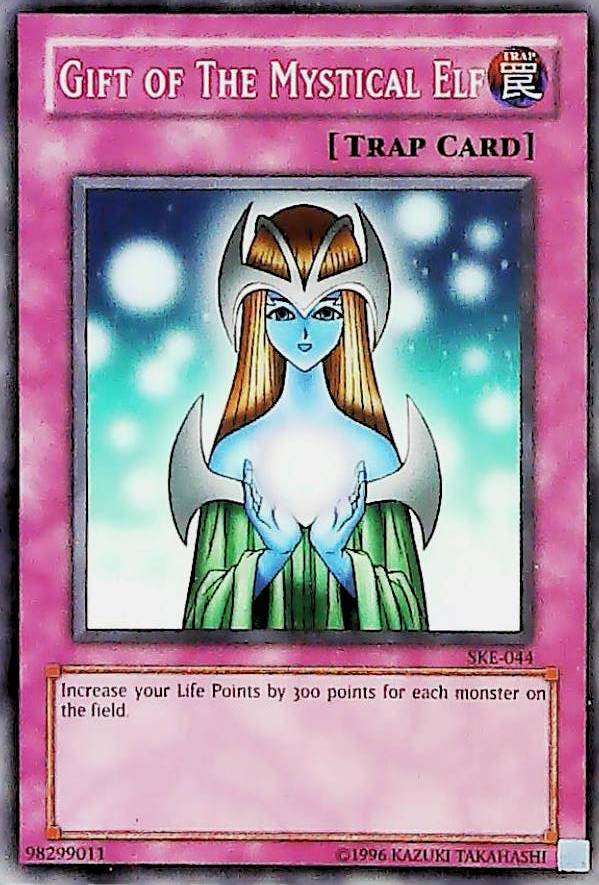 GIFT OF THE MYSTICAL ELF
TRAP
罠
[TRAP CARD]
SKE-044
Increase your Life Points by 300 points for each monster on
the field.
98299011
©1996 KAZUKI TAKAHASHI